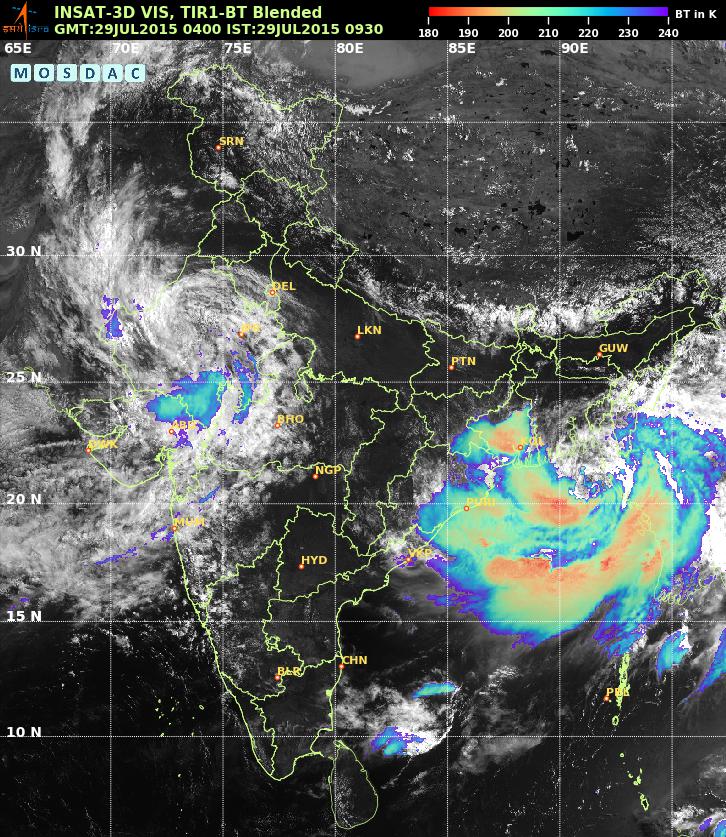 INSAT-3D VIS, TIR1-BT Blended
GMT:29JUL2015 0400 IST:29JUL2015 0930
BT in K
180 190 200 210 220 230 240
65E 70E 75E 80E 85E 90E
MOSDAC
SRN
30 N
DEL
LKN
GUW
PTN
25 N
BHO
DWK
KOL
NGP
20 N
PURI
MUM
VKP
HYD
15 N
CHN
BLR
PBL
10 N